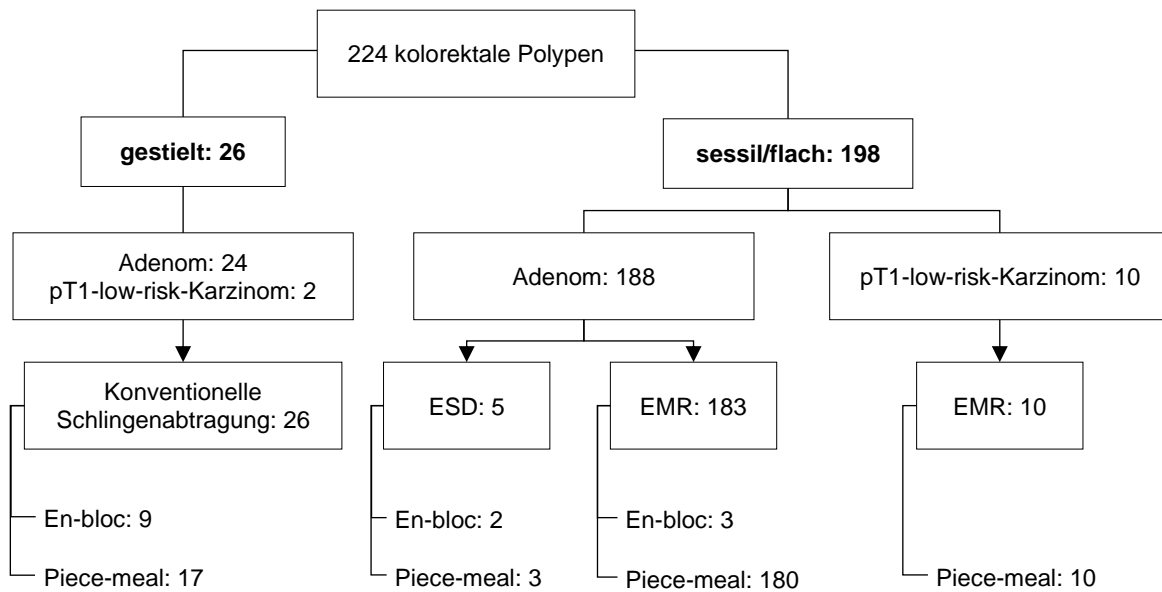 224 kolorektale Polypen
gestielt: 26
sessil/flach: 198
Adenom: 24
pT1-low-risk-Karzinom: 2
Adenom: 188
pT1-low-risk-Karzinom: 10
Konventionelle
Schlingenabtragung: 26
ESD: 5
EMR: 183
EMR: 10
En-bloc: 9
En-bloc: 2
En-bloc: 3
Piece-meal: 17
Piece-meal: 3
Piece-meal: 180
Piece-meal: 10